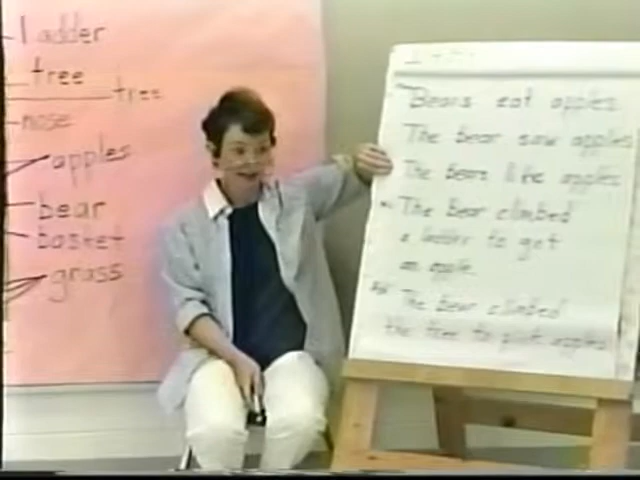 ladder
tree
tree
nose
apples
bear
basket
grass
Bears eat apples.
The bear saw apples.
The bears like apples.
The Bear climbed
a ladder to get
an apple.
The bear climbed
the tree to pick apples.